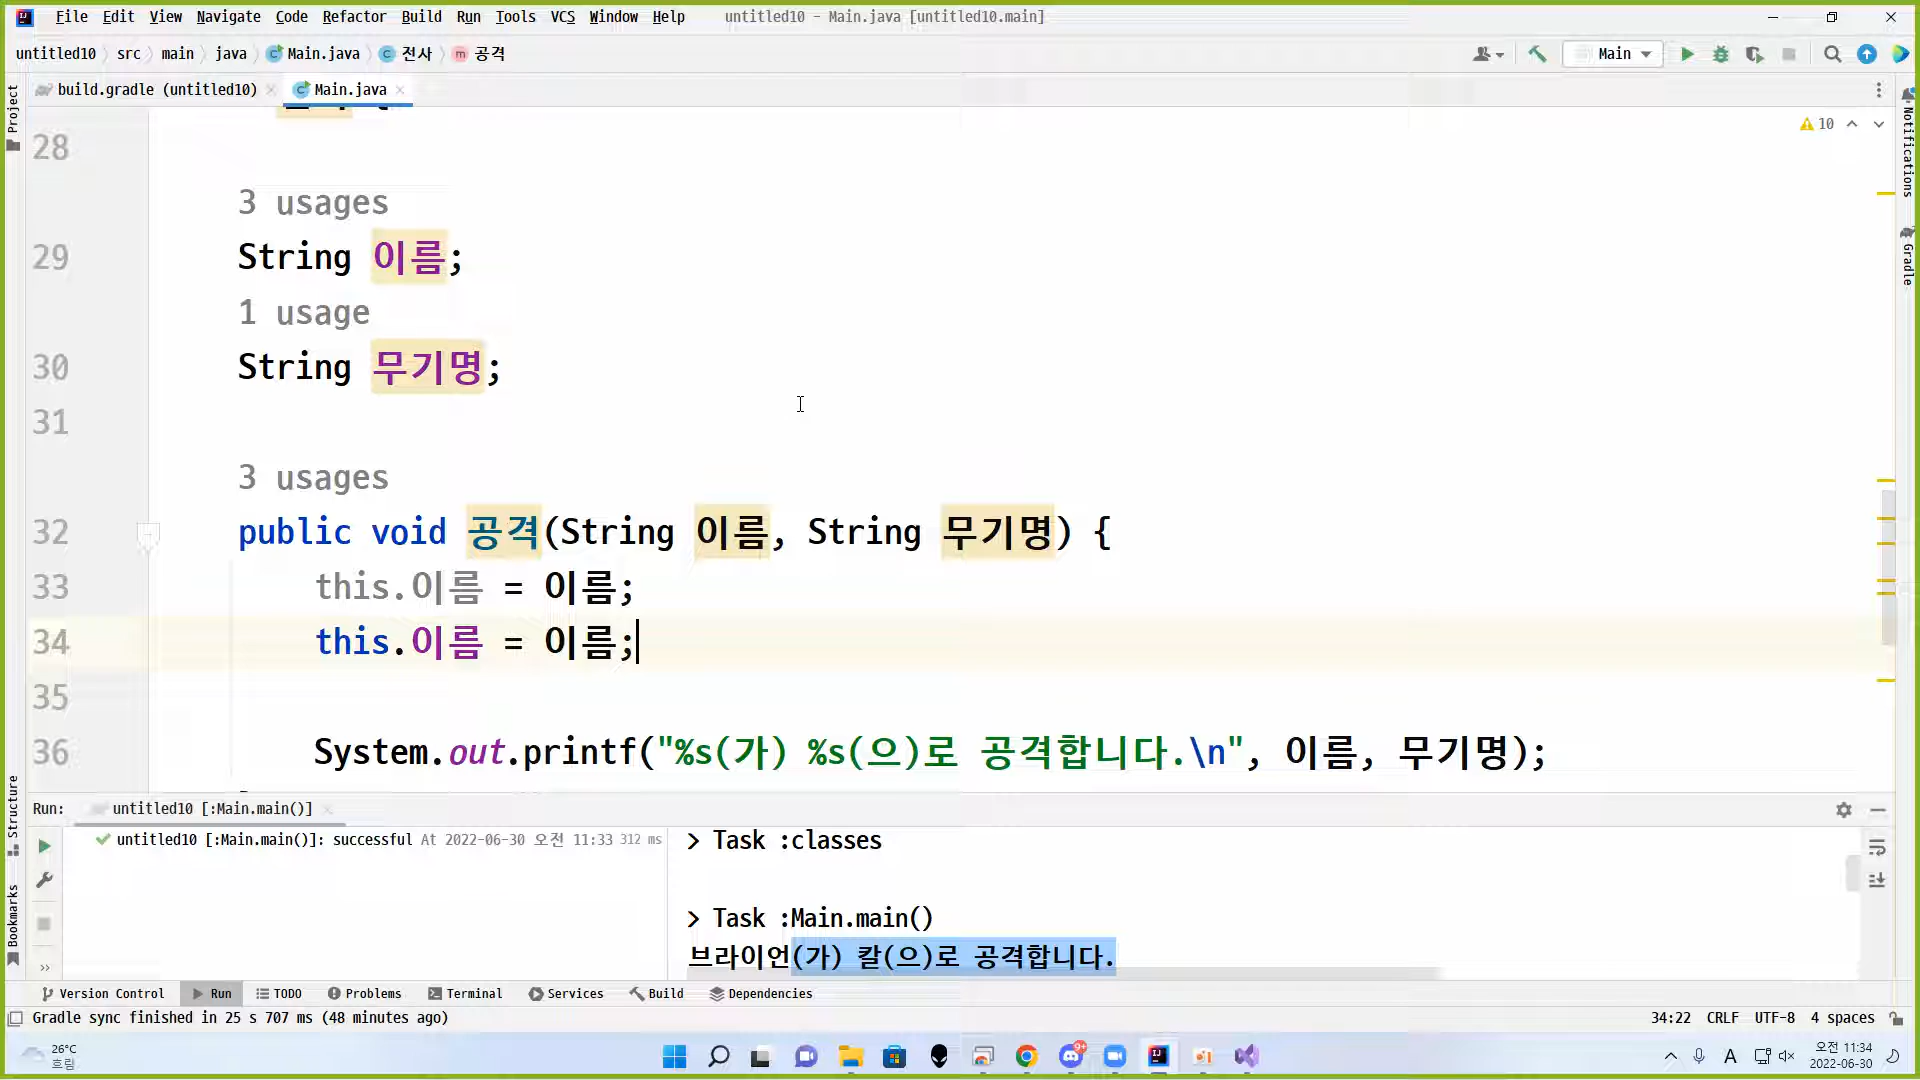 File Edit View Navigate Code Refactor Build Run Tools VCS Window Help untitled10 - Main.java [untitled10.main]
untitled10 src main java Main.java 전사 공격
Main
build.gradle (untitled10) Main.java
Project
Notifications
Gradle
10
28
3 usages
29 String 이름;
1 usage
30 String 무기명;
31
3 usages
32 public void 공격(String 이름, String 무기명) {
33 this.이름 = 이름;
34 this.이름 = 이름;
35
36 System.out.printf("%s(가) %s(으)로 공격합니다.\n", 이름, 무기명);
Structure
Bookmarks
Run: untitled10 [:Main.main()]
untitled10 [:Main.main()]: successful At 2022-06-30 오전 11:33 312 ms
> Task :classes
> Task :Main.main()
브라이언(가) 칼(으)로 공격합니다.
Version Control Run TODO Problems Terminal Services Build Dependencies
Gradle sync finished in 25 s 707 ms (48 minutes ago) 34:22 CRLF UTF-8 4 spaces
26°C
흐림
9+
A
오전 11:34
2022-06-30